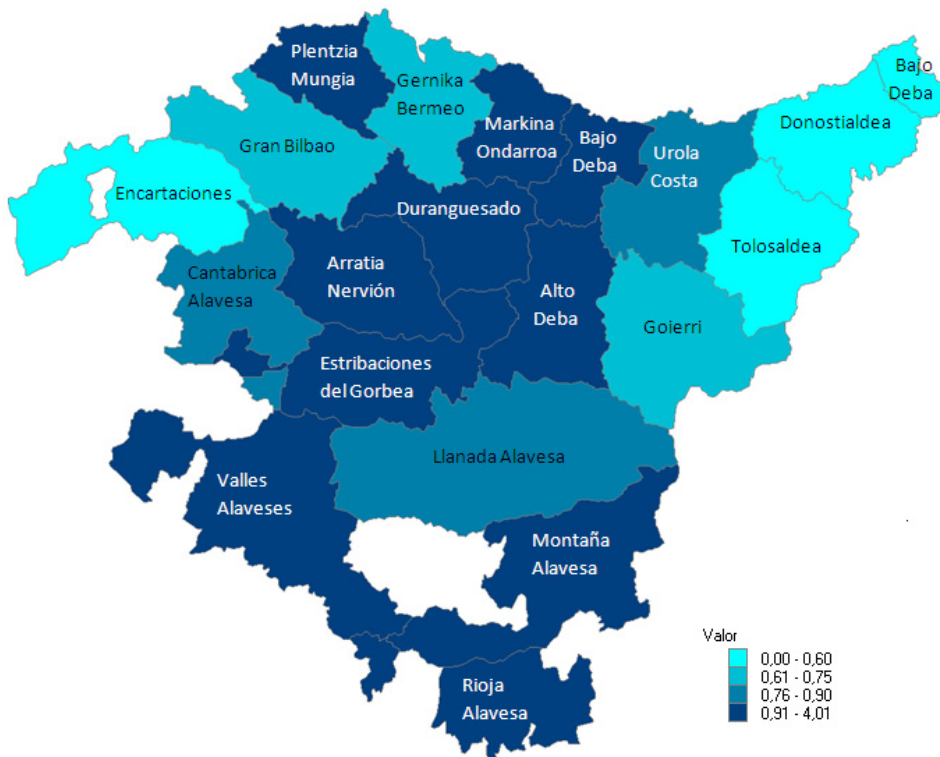 Plentzia
Mungia
Gernika
Bermeo
Bajo
Deba
Donostialdea
Markina
Ondarroa
Bajo
Deba
Urola
Costa
Gran Bilbao
Encartaciones
Duranguesado
Tolosaldea
Cantabrica
Alavesa
Arratia
Nervión
Alto
Deba
Goierri
Estribaciones
del Gorbea
Llanada Alavesa
Valles
Alaveses
Montaña
Alavesa
Rioja
Alavesa
Valor
0,00 - 0,60
0,61 - 0,75
0,76 - 0,90
0,91 - 4,01